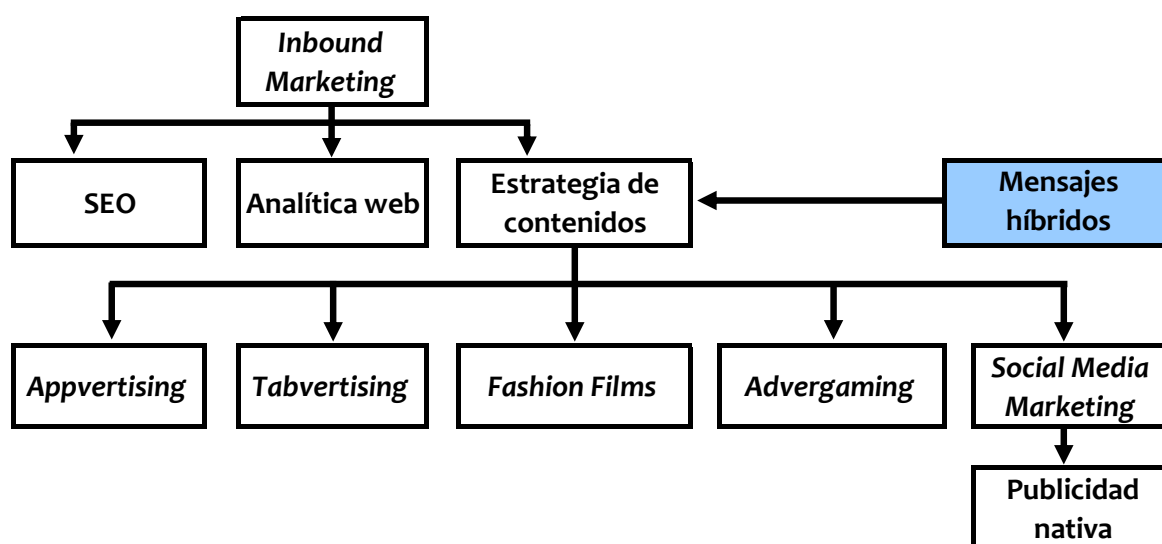 Inbound
Marketing
SEO
Analítica web
Estrategia de
contenidos
Mensajes
híbridos
Appvertising
Tabvertising
Fashion Films
Advergaming
Social Media
Marketing
Publicidad
nativa